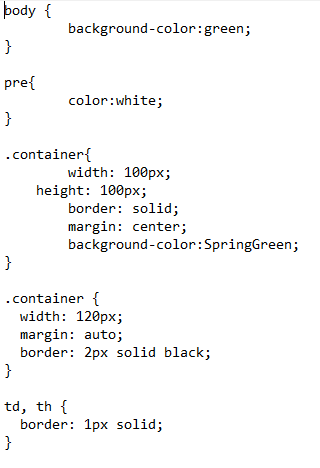 body {
        background-color:green;
}

pre{
        color:white;
}

.container{
        width: 100px;
    height: 100px;
        border: solid;
        margin: center;
        background-color:SpringGreen;
}

.container {
  width: 120px;
  margin: auto;
  border: 2px solid black;
}

td, th {
  border: 1px solid;
}